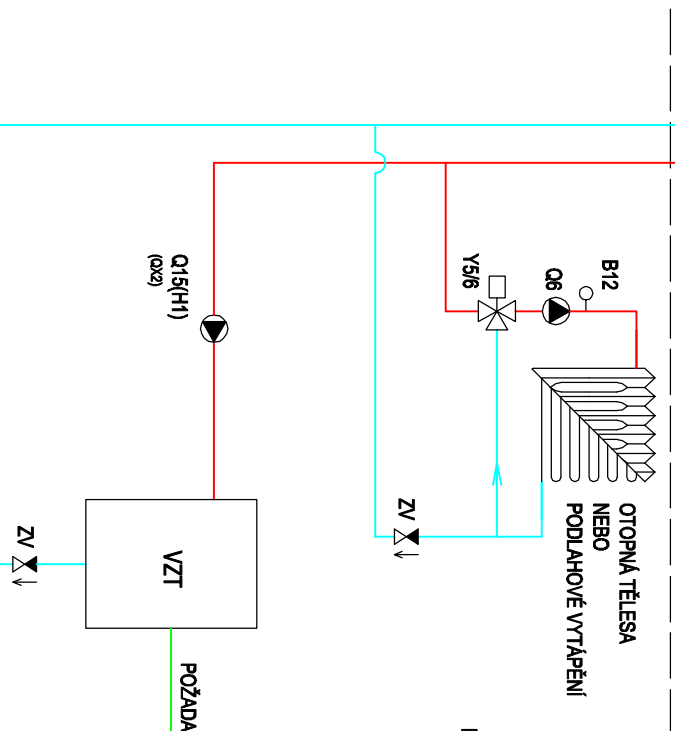 B12
Q6
Y5/6
Q15(H1)
(QX2)
OTOPNÁ TĚLESA
NEBO
PODLAHOVÉ VYTÁPĚNÍ
ZV
ZV
VZT
POŽADA